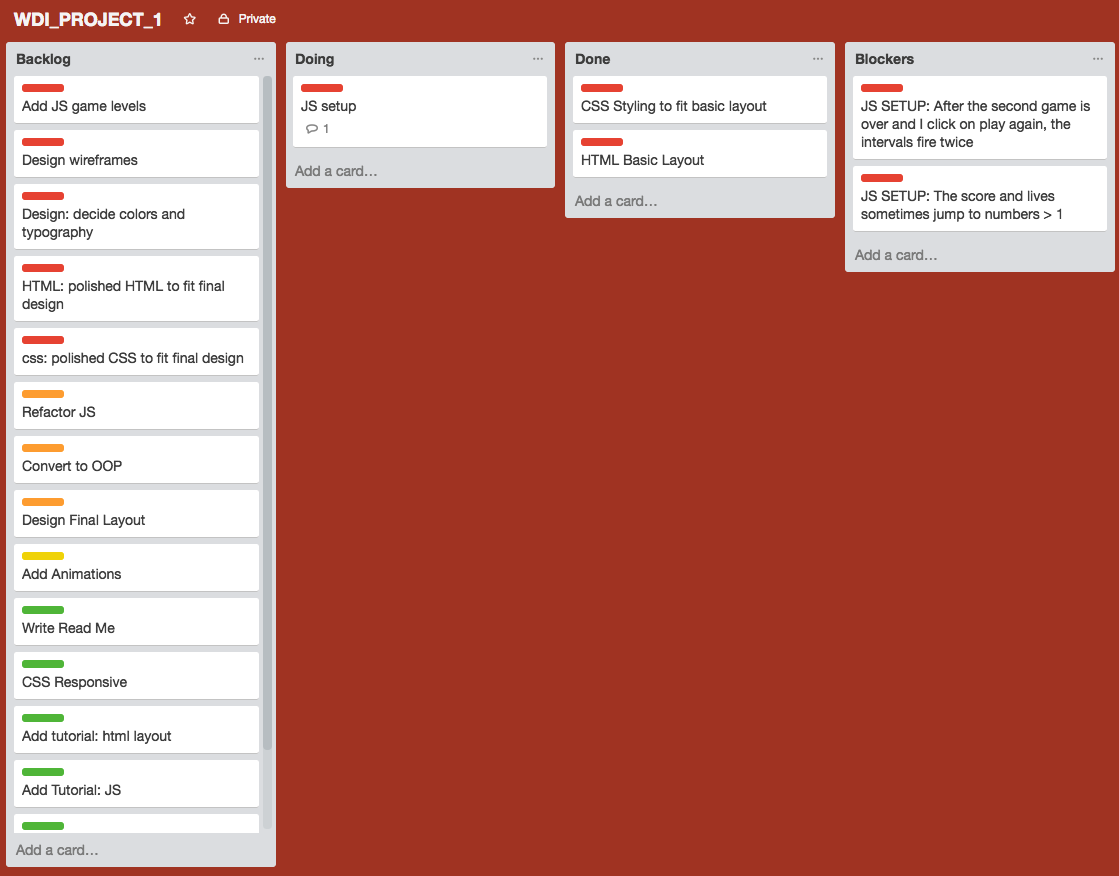 WDI_PROJECT_1 Private
Backlog
Add JS game levels
Design wireframes
Design: decide colors and
typography
HTML: polished HTML to fit final
design
css: polished CSS to fit final design
Refactor JS
Convert to OOP
Design Final Layout
Add Animations
Write Read Me
CSS Responsive
Add tutorial: html layout
Add Tutorial: JS
Add a card…
Doing
JS setup
1
Add a card…
Done
CSS Styling to fit basic layout
HTML Basic Layout
Add a card…
Blockers
JS SETUP: After the second game is
over and I click on play again, the
intervals fire twice
JS SETUP: The score and lives
sometimes jump to numbers > 1
Add a card…